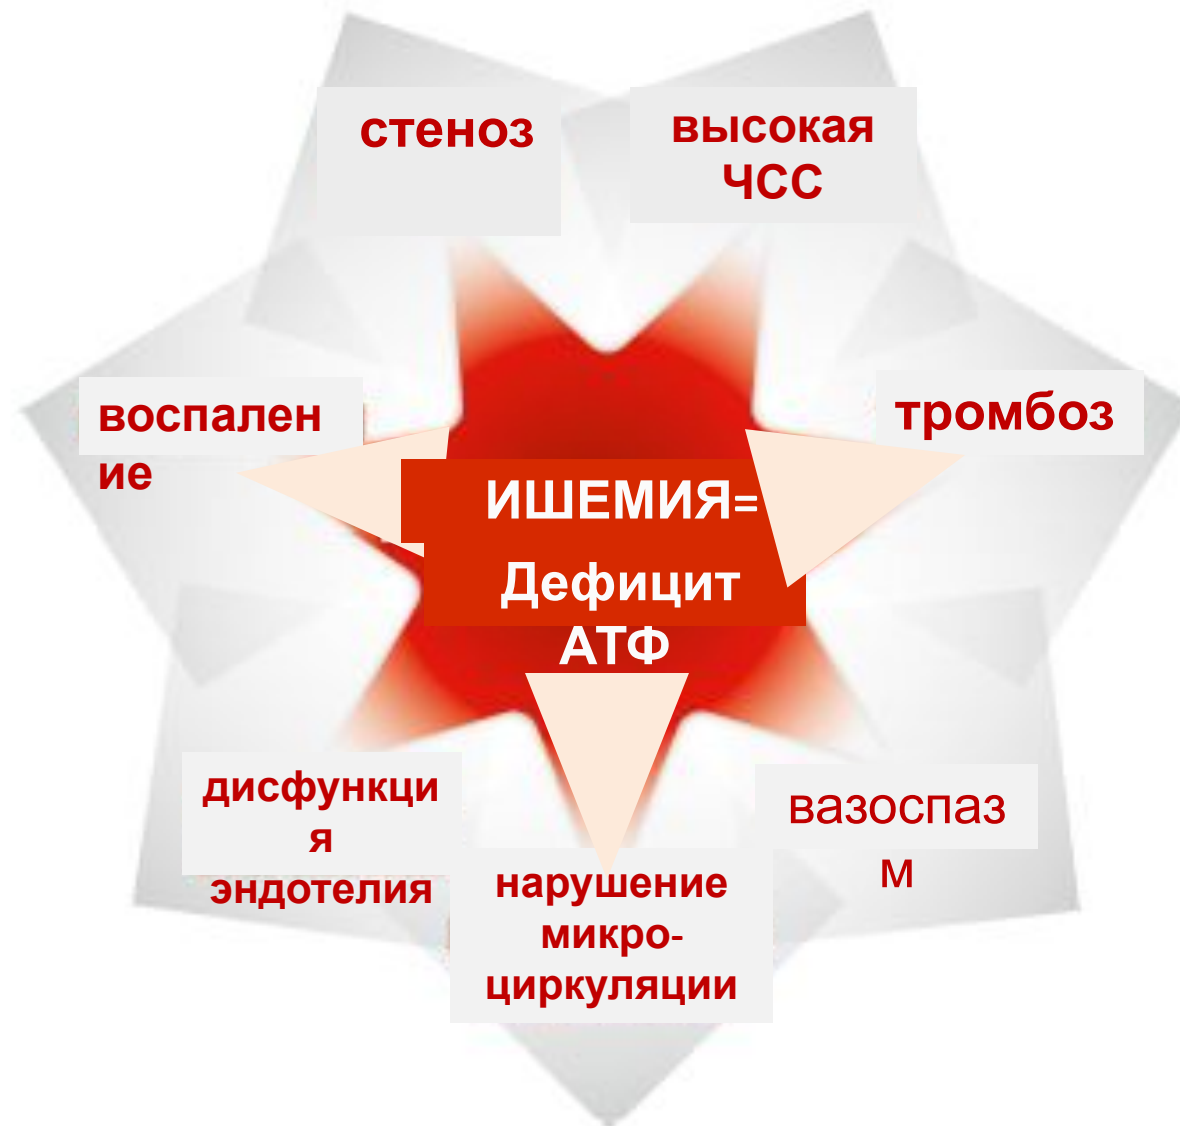 стеноз
высокая
ЧСС
воспален
ие
тромбоз
ИШЕМИЯ=
Дефицит
АТФ
дисфункци
я
эндотелия
нарушение
микро-
циркуляции
вазоспаз
м